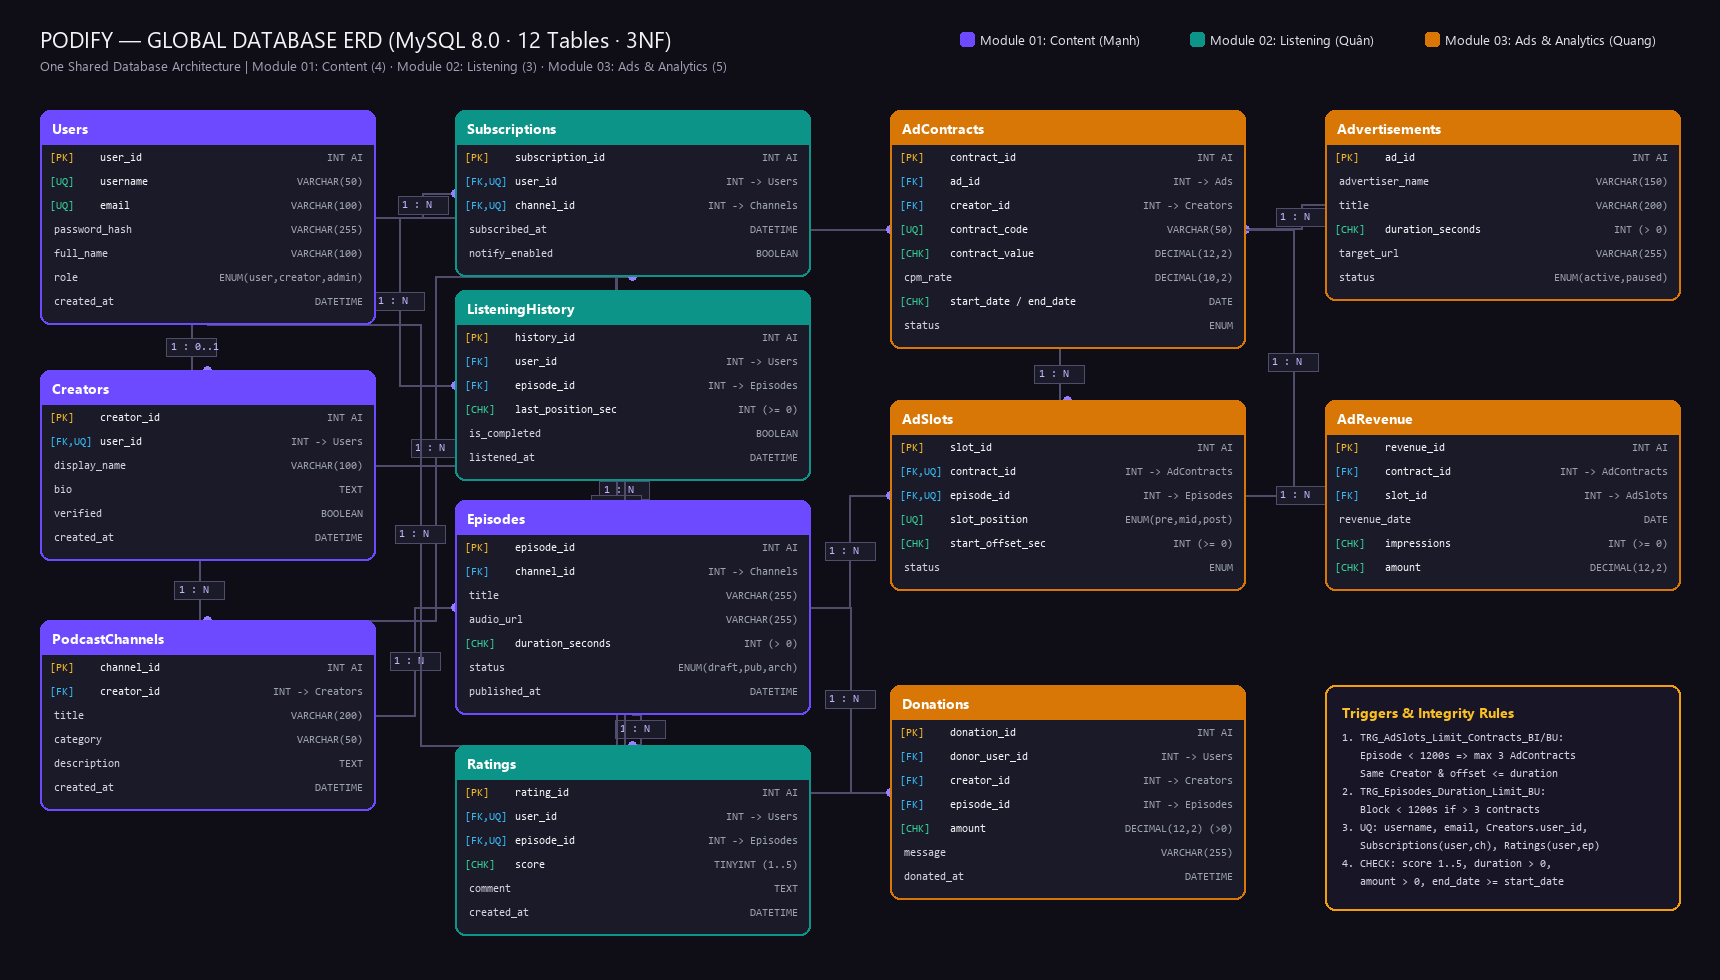 PODIFY — GLOBAL DATABASE ERD (MySQL 8.0 · 12 Tables · 3NF)
One Shared Database Architecture | Module 01: Content (4) · Module 02: Listening (3) · Module 03: Ads & Analytics (5)
Module 01: Content (Mạnh)
Module 02: Listening (Quân)
Module 03: Ads & Analytics (Quang)
Users
[PK] user_id INT AI
[UQ] username VARCHAR(50)
[UQ] email VARCHAR(100)
password_hash VARCHAR(255)
full_name VARCHAR(100)
role ENUM(user,creator,admin)
created_at DATETIME
1 : 0..1
Creators
[PK] creator_id INT AI
[FK,UQ] user_id INT -> Users
display_name VARCHAR(100)
bio TEXT
verified BOOLEAN
created_at DATETIME
1 : N
PodcastChannels
[PK] channel_id INT AI
[FK] creator_id INT -> Creators
title VARCHAR(200)
category VARCHAR(50)
description TEXT
created_at DATETIME
1 : N
1 : N
1 : N
1 : N
1 : N
Subscriptions
[PK] subscription_id INT AI
[FK,UQ] user_id INT -> Users
[FK,UQ] channel_id INT -> Channels
subscribed_at DATETIME
notify_enabled BOOLEAN
ListeningHistory
[PK] history_id INT AI
[FK] user_id INT -> Users
[FK] episode_id INT -> Episodes
[CHK] last_position_sec INT (>= 0)
is_completed BOOLEAN
listened_at DATETIME
1 : N
Episodes
[PK] episode_id INT AI
[FK] channel_id INT -> Channels
title VARCHAR(255)
audio_url VARCHAR(255)
[CHK] duration_seconds INT (> 0)
status ENUM(draft,pub,arch)
published_at DATETIME
1 : N
Ratings
[PK] rating_id INT AI
[FK,UQ] user_id INT -> Users
[FK,UQ] episode_id INT -> Episodes
[CHK] score TINYINT (1..5)
comment TEXT
created_at DATETIME
1 : N
1 : N
AdContracts
[PK] contract_id INT AI
[FK] ad_id INT -> Ads
[FK] creator_id INT -> Creators
[UQ] contract_code VARCHAR(50)
[CHK] contract_value DECIMAL(12,2)
cpm_rate DECIMAL(10,2)
[CHK] start_date / end_date DATE
status ENUM
1 : N
AdSlots
[PK] slot_id INT AI
[FK,UQ] contract_id INT -> AdContracts
[FK,UQ] episode_id INT -> Episodes
[UQ] slot_position ENUM(pre,mid,post)
[CHK] start_offset_sec INT (>= 0)
status ENUM
Donations
[PK] donation_id INT AI
[FK] donor_user_id INT -> Users
[FK] creator_id INT -> Creators
[FK] episode_id INT -> Episodes
[CHK] amount DECIMAL(12,2) (>0)
message VARCHAR(255)
donated_at DATETIME
1 : N
1 : N
1 : N
Advertisements
[PK] ad_id INT AI
advertiser_name VARCHAR(150)
title VARCHAR(200)
[CHK] duration_seconds INT (> 0)
target_url VARCHAR(255)
status ENUM(active,paused)
AdRevenue
[PK] revenue_id INT AI
[FK] contract_id INT -> AdContracts
[FK] slot_id INT -> AdSlots
revenue_date DATE
[CHK] impressions INT (>= 0)
[CHK] amount DECIMAL(12,2)
Triggers & Integrity Rules
1. TRG_AdSlots_Limit_Contracts_BI/BU:
Episode < 1200s => max 3 AdContracts
Same Creator & offset <= duration
2. TRG_Episodes_Duration_Limit_BU:
Block < 1200s if > 3 contracts
3. UQ: username, email, Creators.user_id,
Subscriptions(user,ch), Ratings(user,ep)
4. CHECK: score 1..5, duration > 0,
amount > 0, end_date >= start_date